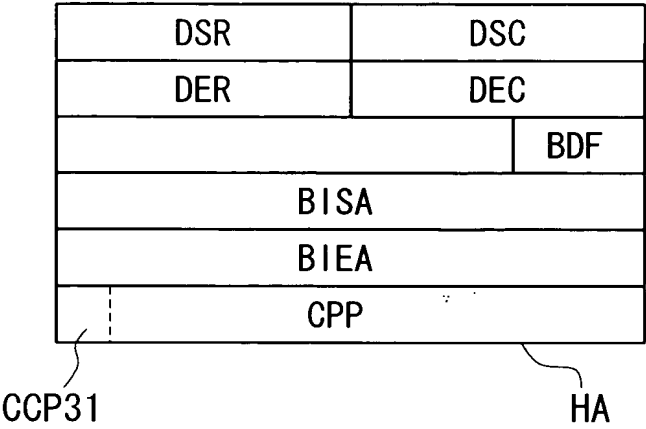 DSR DSC
DER DEC
BDF
BISA
BIEA
CPP
CCP31 HA